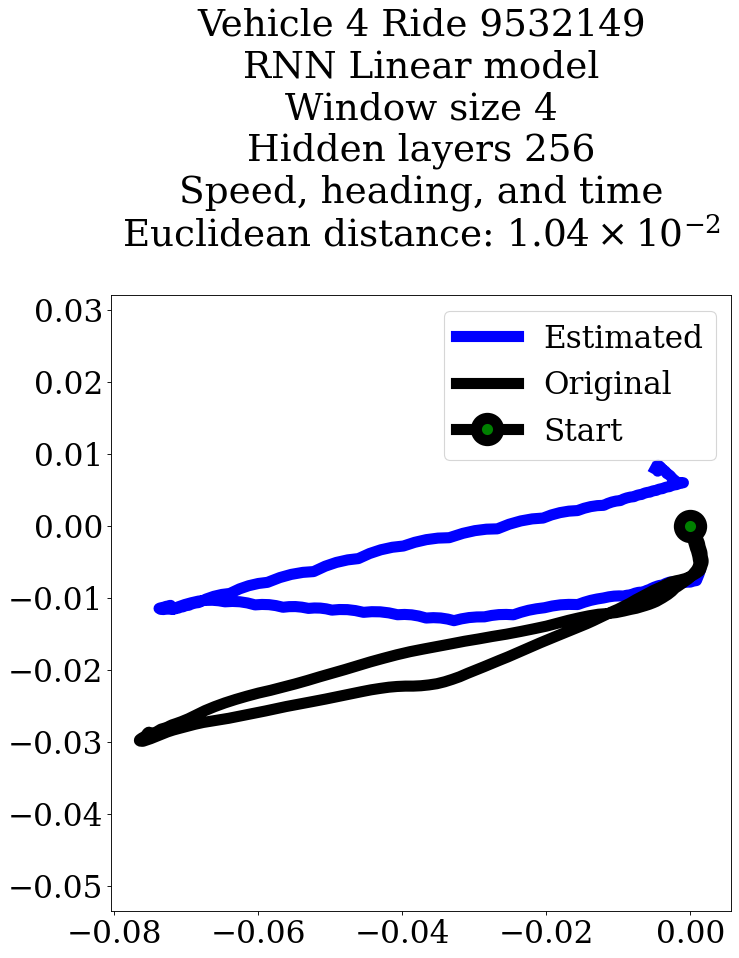 Vehicle 4 Ride 9532149
RNN Linear model
Window size 4
Hidden layers 256
Speed, heading, and time
Euclidean distance: 1.04 × 10⁻²
Estimated
Original
Start
0.03
0.02
0.01
0.00
−0.01
−0.02
−0.03
−0.04
−0.05
−0.08 −0.06 −0.04 −0.02 0.00